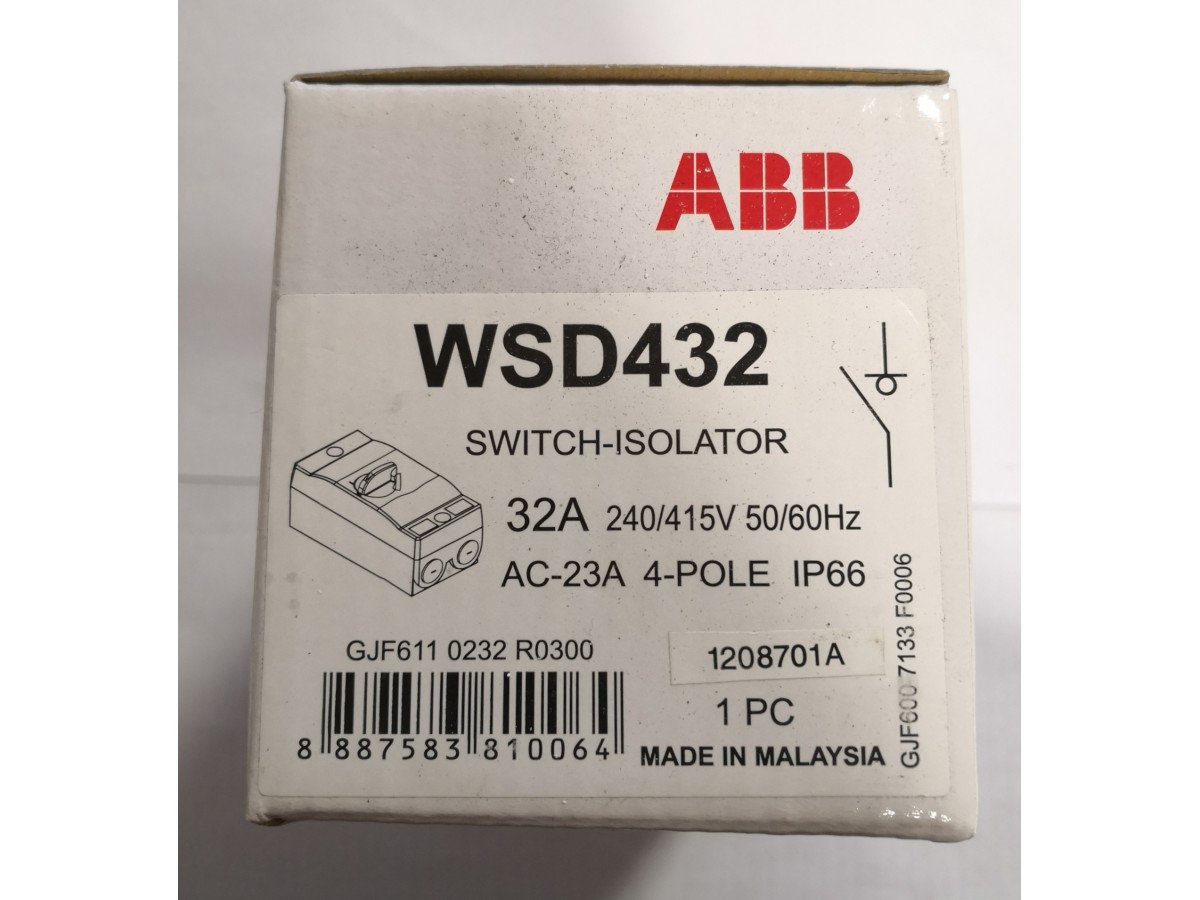 ABB
WSD432
SWITCH-ISOLATOR
32A 240/415V 50/60Hz
AC-23A 4-POLE IP66
GJF611 0232 R0300
1208701A
8 887583 810064
1 PC
MADE IN MALAYSIA
GJF600 7133 F0006